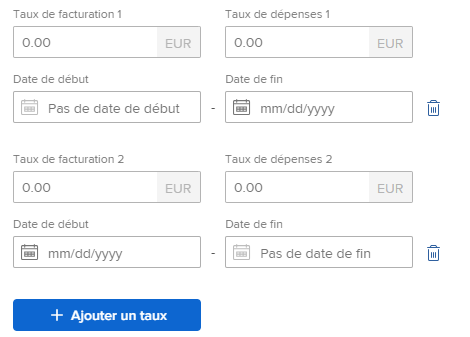 Taux de facturation 1 Taux de dépenses 1
0.00 EUR 0.00 EUR
Date de début Date de fin
Pas de date de début - mm/dd/yyyy
Taux de facturation 2 Taux de dépenses 2
0.00 EUR 0.00 EUR
Date de début Date de fin
mm/dd/yyyy - Pas de date de fin
+ Ajouter un taux